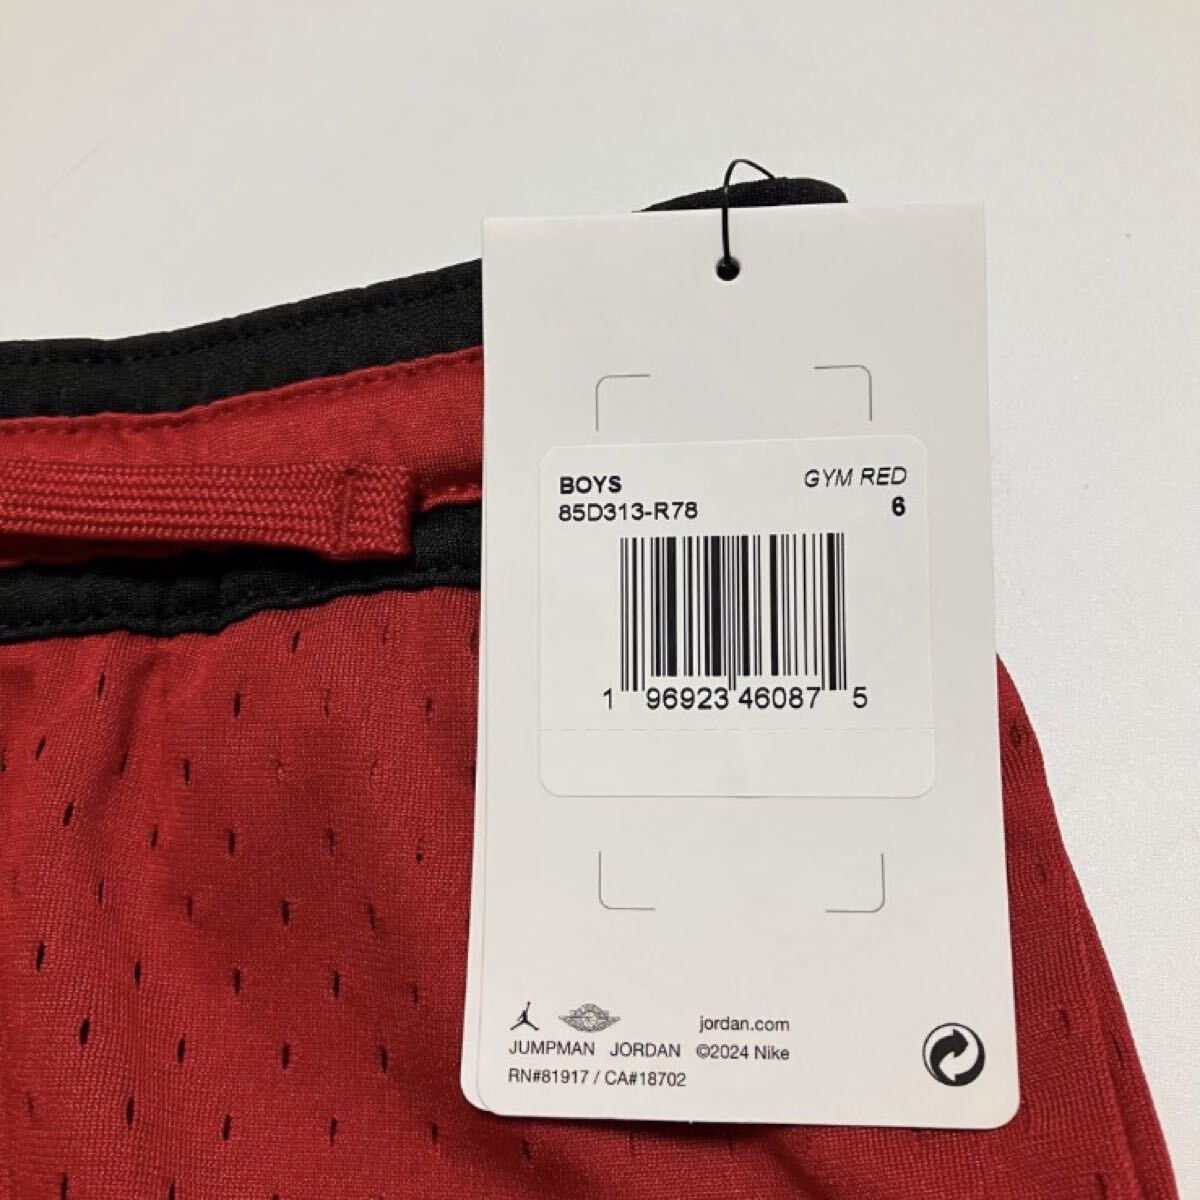 BOYS GYM RED
85D313-R78 6
1 96923 46087 5
jordan.com
JUMPMAN JORDAN ©2024 Nike
RN#81917 / CA#18702